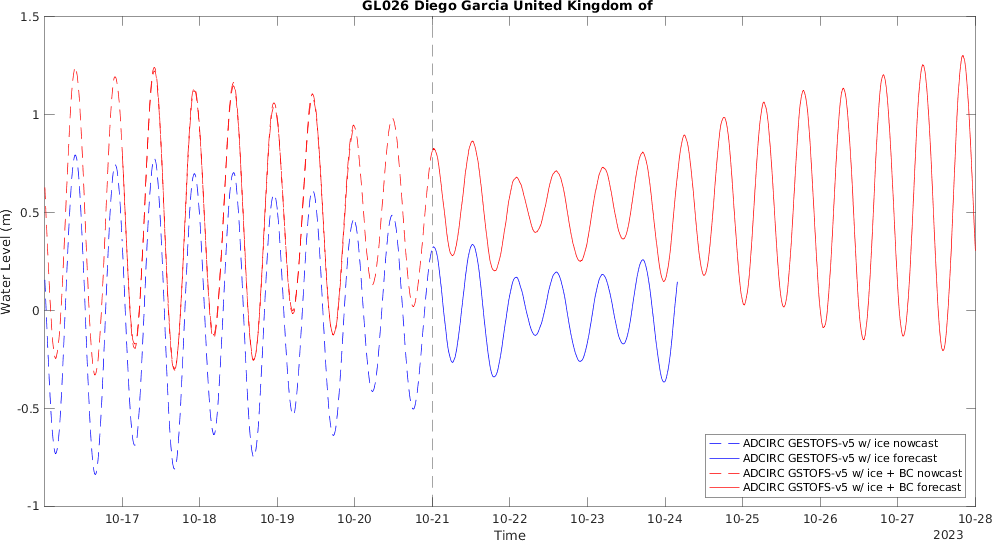 GL026 Diego Garcia United Kingdom of
Water Level (m)
1.5
1
0.5
0
-0.5
-1
ADCIRC GESTOFS-v5 w/ ice nowcast
ADCIRC GESTOFS-v5 w/ ice forecast
ADCIRC GSTOFS-v5 w/ ice + BC nowcast
ADCIRC GSTOFS-v5 w/ ice + BC forecast
10-17 10-18 10-19 10-20 10-21 10-22 10-23 10-24 10-25 10-26 10-27 10-28
Time
2023